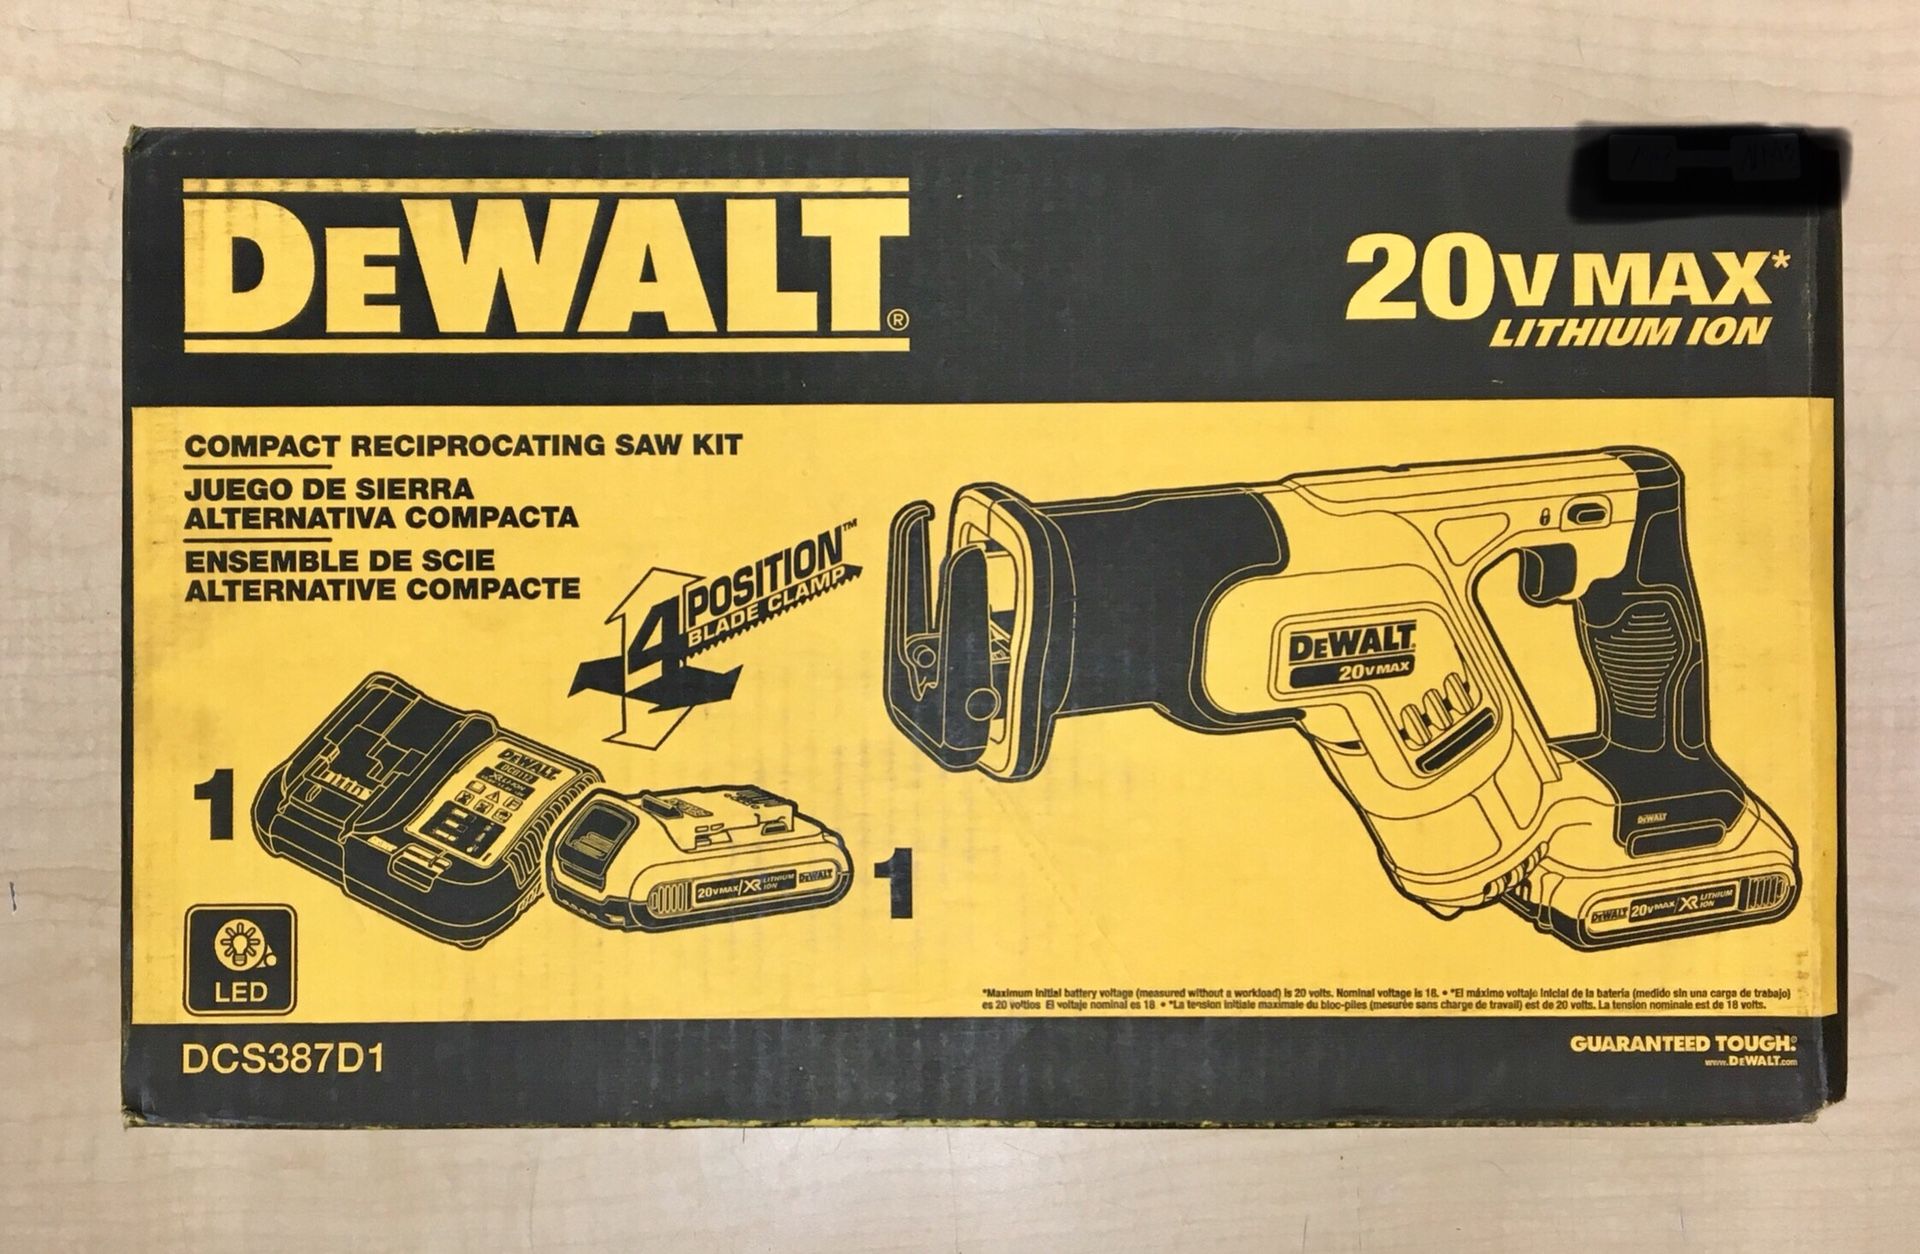 DEWALT®
20V MAX*
LITHIUM ION
COMPACT RECIPROCATING SAW KIT
JUEGO DE SIERRA
ALTERNATIVA COMPACTA
ENSEMBLE DE SCIE
ALTERNATIVE COMPACTE
4 POSITION™
BLADE CLAMP
DEWALT
20V MAX
1
DEWALT
DCB112
20V MAX/XR LITHIUM ION DEWALT
1
DEWALT
DEWALT 20V MAX/XR LITHIUM ION
LED
*Maximum initial battery voltage (measured without a workload) is 20 volts. Nominal voltage is 18. • *El máximo voltaje inicial de la batería (medido sin una carga de trabajo)
es 20 voltios El voltaje nominal es 18 • *La tension initiale maximale du bloc-piles (mesurée sans charge de travail) est de 20 volts. La tension nominale est de 18 volts.
DCS387D1
GUARANTEED TOUGH.®
www.DEWALT.com